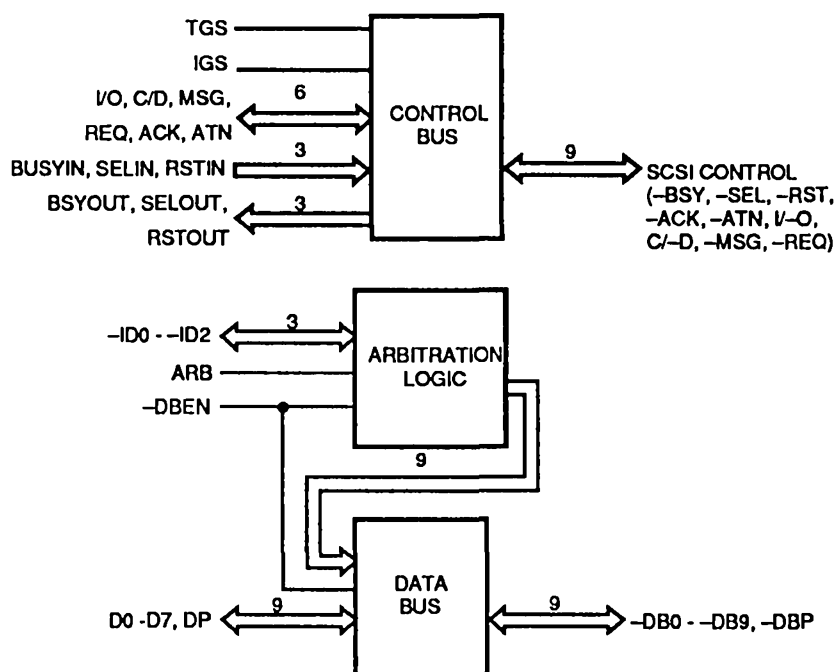 TGS
IGS
I/O, C/D, MSG,
REQ, ACK, ATN
6
BUSYIN, SELIN, RSTIN
3
BSYOUT, SELOUT,
RSTOUT
3
CONTROL
BUS
9
SCSI CONTROL
(–BSY, –SEL, –RST,
–ACK, –ATN, I/–O,
C/–D, –MSG, –REQ)
–ID0 - –ID2
3
ARB
–DBEN
ARBITRATION
LOGIC
9
D0 -D7, DP
9
DATA
BUS
9
–DB0 - –DB9, –DBP